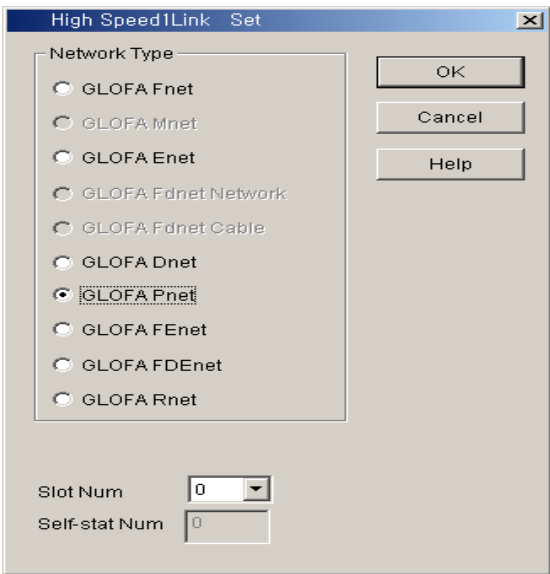 High Speed1Link Set
Network Type
GLOFA Fnet
GLOFA Mnet
GLOFA Enet
GLOFA Fdnet Network
GLOFA Fdnet Cable
GLOFA Dnet
GLOFA Pnet
GLOFA FEnet
GLOFA FDEnet
GLOFA Rnet
OK
Cancel
Help
Slot Num 0
Self-stat Num 0